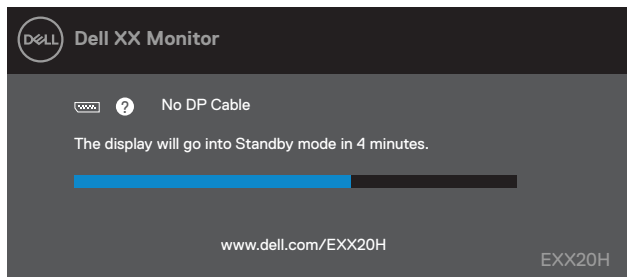 DELL Dell XX Monitor
? No DP Cable
The display will go into Standby mode in 4 minutes.
www.dell.com/EXX20H
EXX20H